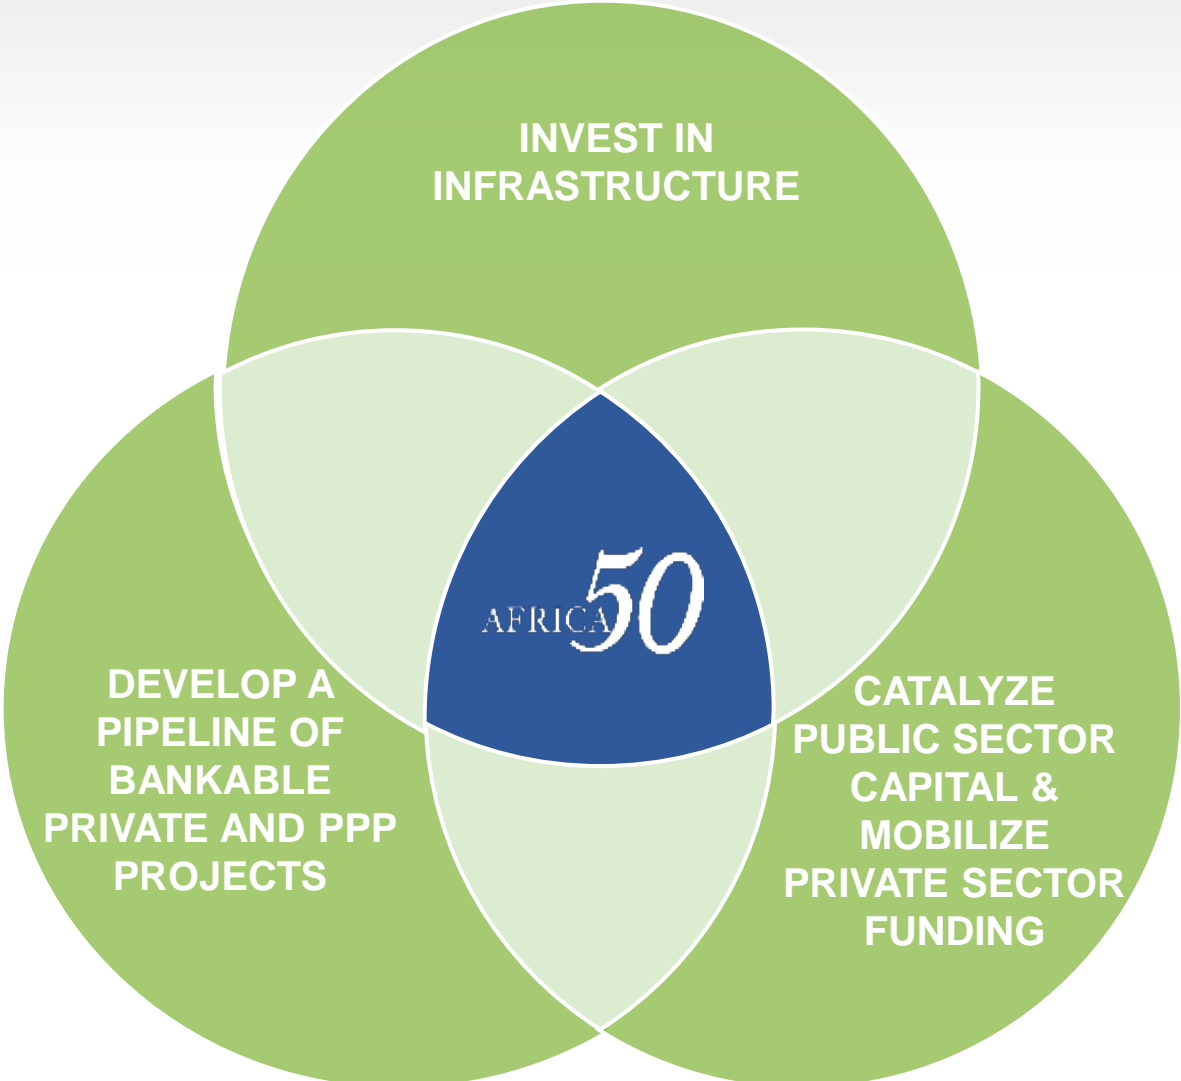 INVEST IN
INFRASTRUCTURE
AFRICA50
DEVELOP A
PIPELINE OF
BANKABLE
PRIVATE AND PPP
PROJECTS
CATALYZE
PUBLIC SECTOR
CAPITAL &
MOBILIZE
PRIVATE SECTOR
FUNDING